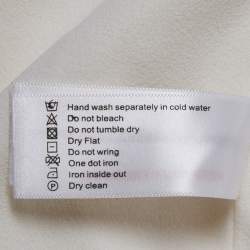 Hand wash separately in cold water
Do not bleach
Do not tumble dry
Dry Flat
Do not wring
One dot iron
Iron inside out
P Dry clean